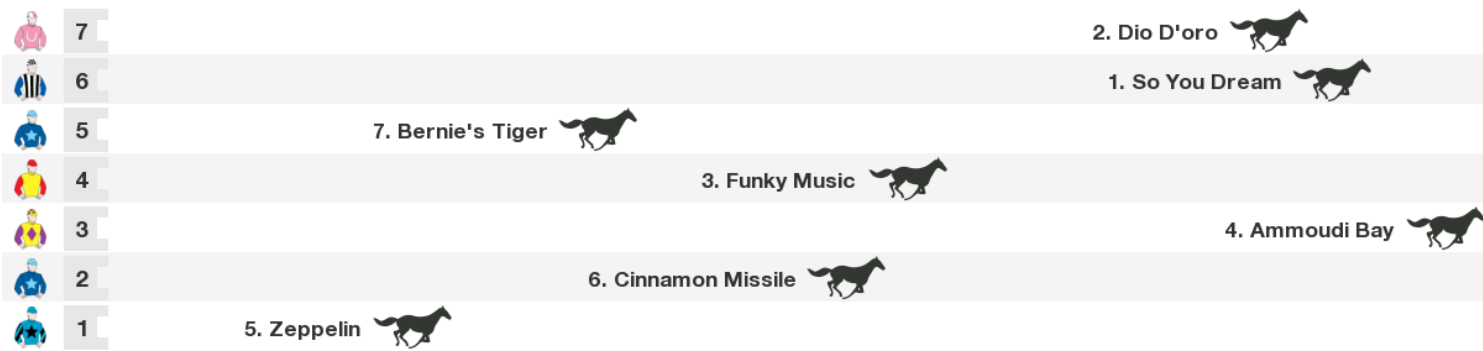 7 2. Dio D'oro
6 1. So You Dream
5 7. Bernie's Tiger
4 3. Funky Music
3 4. Ammoudi Bay
2 6. Cinnamon Missile
1 5. Zeppelin